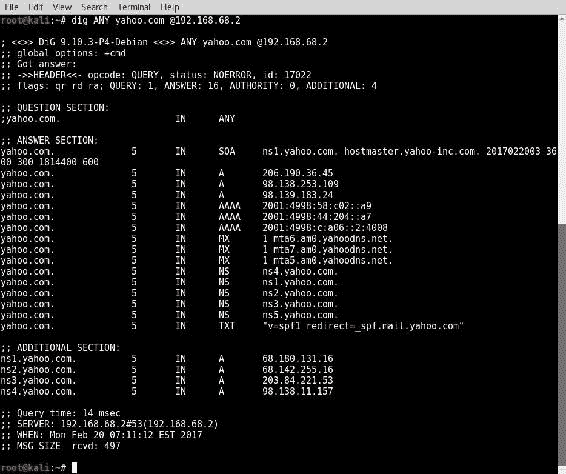 File Edit View Search Terminal Help
root@kali:~# dig ANY yahoo.com @192.168.68.2
; <<>> DiG 9.10.3-P4-Debian <<>> ANY yahoo.com @192.168.68.2
;; global options: +cmd
;; Got answer:
;; ->>HEADER<<- opcode: QUERY, status: NOERROR, id: 17022
;; flags: qr rd ra; QUERY: 1, ANSWER: 16, AUTHORITY: 0, ADDITIONAL: 4
;; QUESTION SECTION:
;yahoo.com. IN ANY
;; ANSWER SECTION:
yahoo.com. 5 IN SOA ns1.yahoo.com. hostmaster.yahoo-inc.com. 2017022003 36
00 300 1814400 600
yahoo.com. 5 IN A 206.190.36.45
yahoo.com. 5 IN A 98.138.253.109
yahoo.com. 5 IN A 98.139.183.24
yahoo.com. 5 IN AAAA 2001:4998:58:c02::a9
yahoo.com. 5 IN AAAA 2001:4998:44:204::a7
yahoo.com. 5 IN AAAA 2001:4998:c:a06::2:4008
yahoo.com. 5 IN MX 1 mta6.am0.yahoodns.net.
yahoo.com. 5 IN MX 1 mta7.am0.yahoodns.net.
yahoo.com. 5 IN MX 1 mta5.am0.yahoodns.net.
yahoo.com. 5 IN NS ns4.yahoo.com.
yahoo.com. 5 IN NS ns1.yahoo.com.
yahoo.com. 5 IN NS ns2.yahoo.com.
yahoo.com. 5 IN NS ns3.yahoo.com.
yahoo.com. 5 IN NS ns5.yahoo.com.
yahoo.com. 5 IN TXT "v=spf1 redirect=_spf.mail.yahoo.com"
;; ADDITIONAL SECTION:
ns1.yahoo.com. 5 IN A 68.180.131.16
ns2.yahoo.com. 5 IN A 68.142.255.16
ns3.yahoo.com. 5 IN A 203.84.221.53
ns4.yahoo.com. 5 IN A 98.138.11.157
;; Query time: 14 msec
;; SERVER: 192.168.68.2#53(192.168.68.2)
;; WHEN: Mon Feb 20 07:11:12 EST 2017
;; MSG SIZE rcvd: 497
root@kali:~#